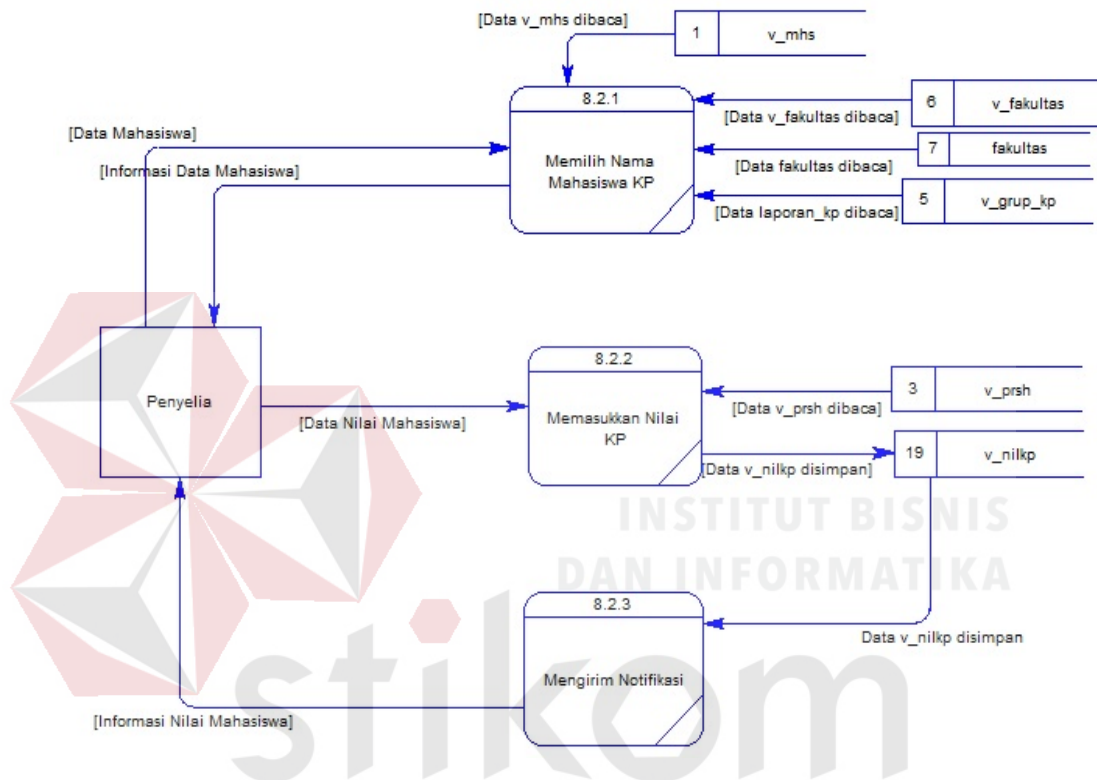 [Data v_mhs dibaca]
1
v_mhs
8.2.1
Memilih Nama
Mahasiswa KP
6
v_fakultas
[Data v_fakultas dibaca]
7
fakultas
[Data fakultas dibaca]
5
v_grup_kp
[Data laporan_kp dibaca]
[Data Mahasiswa]
[Informasi Data Mahasiswa]
Penyelia
[Data Nilai Mahasiswa]
8.2.2
Memasukkan Nilai
KP
3
v_prsh
[Data v_prsh dibaca]
19
v_nilkp
[Data v_nilkp disimpan]
INSTITUT BISNIS
DAN INFORMATIKA
8.2.3
Mengirim Notifikasi
Data v_nilkp disimpan
[Informasi Nilai Mahasiswa]
stikom